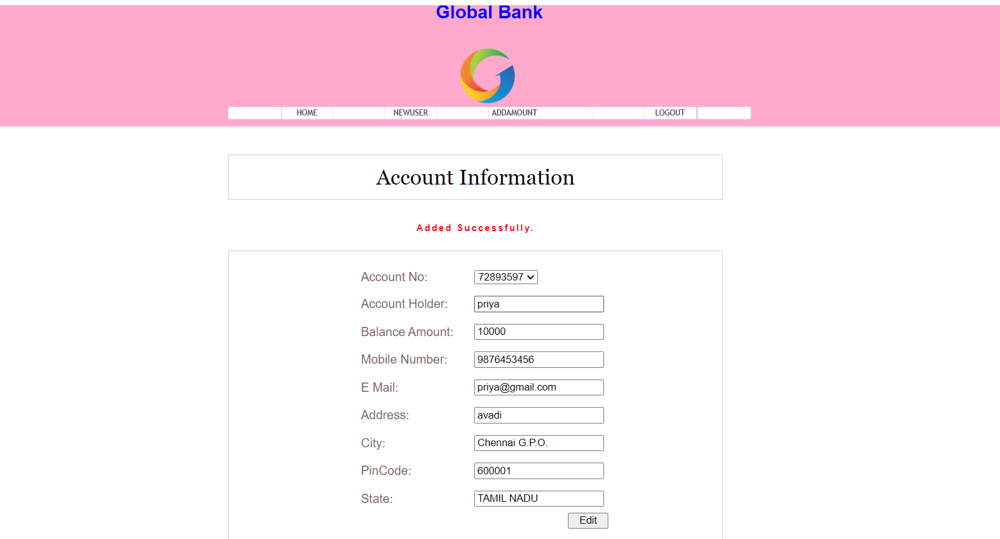 Global Bank
HOME NEWUSER ADDAMOUNT LOGOUT
Account Information
Added Successfully.
Account No: 72893597
Account Holder: priya
Balance Amount: 10000
Mobile Number: 9876453456
E Mail: priya@gmail.com
Address: avadi
City: Chennai G.P.O.
PinCode: 600001
State: TAMIL NADU
Edit